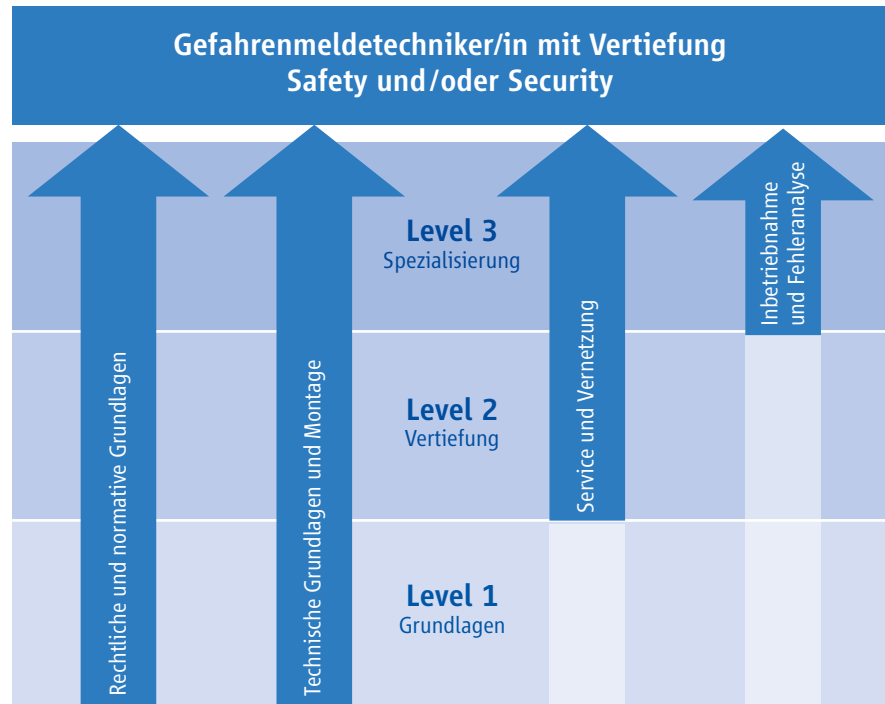 Gefahrenmeldetechniker/in mit Vertiefung
Safety und/oder Security
Rechtliche und normative Grundlagen
Technische Grundlagen und Montage
Level 3
Spezialisierung
Level 2
Vertiefung
Level 1
Grundlagen
Service und Vernetzung
Inbetriebnahme
und Fehleranalyse